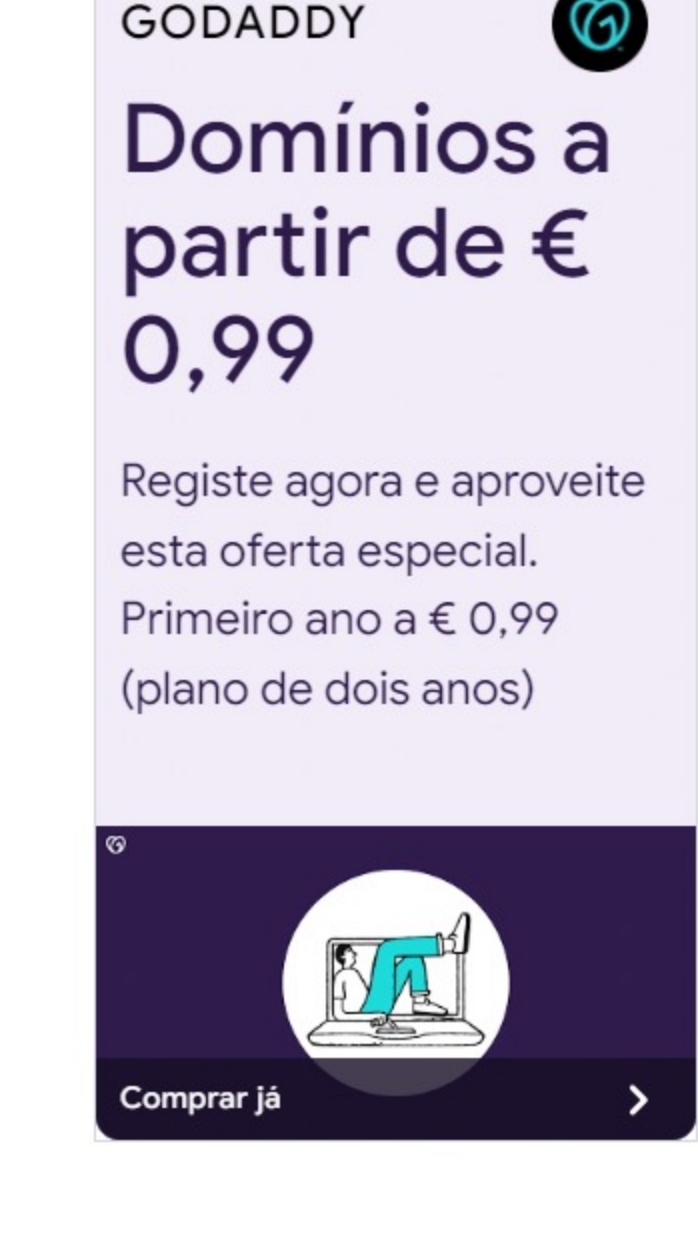 GODADDY
Domínios a
partir de €
0,99
Registe agora e aproveite
esta oferta especial.
Primeiro ano a € 0,99
(plano de dois anos)
Comprar já